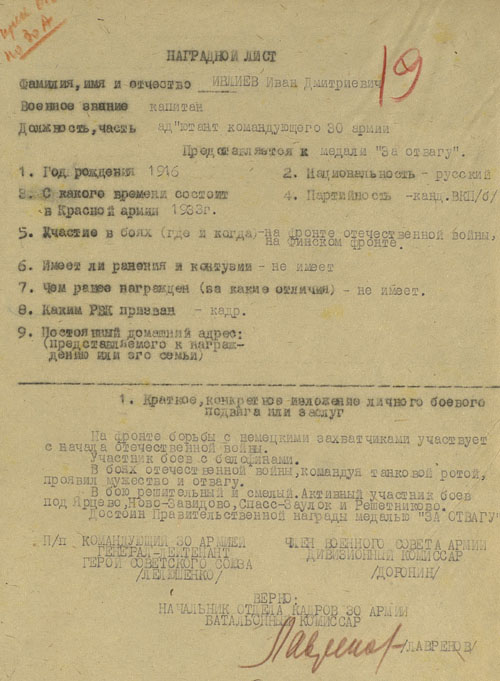 по 30 А
19
НАГРАДНОЙ ЛИСТ
Фамилия, имя и отчество ИВЛИЕВ Иван Дмитриевич
Военное звание капитан
Должность, часть ад"ютант командующего 30 армии
Представляется к медали "За отвагу".
1. Год рождения 1916 2. Национальность - русский
3. С какого времени состоит 4. Партийность -канд.ВКП/б/
в Красной армии 1933г.
5. Участие в боях (где и когда)-на фронте отечественной войны,
на Финском фронте.
6. Имеет ли ранения и контузии - не имеет
7. Чем ранее награжден (за какие отличия) - не имеет.
8. Каким РВК призван - кадр.
9. Постоянный домашний адрес:
(представляемого к награж-
дению или его семьи)
1. Краткое, конкретное изложение личного боевого
подвига или заслуг
На фронте борьбы с немецкими захватчиками участвует
с начала отечественной войны.
Участник боев с белофинами.
В боях отечественной войны,командуя танковой ротой,
проявил мужество и отвагу.
В бою решительный и смелый.Активный участник боев
под Ярцево,Ново-Завидово,Спасс-Заулок и Решетниково.
Достоин Правительственной награды медалью "ЗА ОТВАГУ"
П/п КОМАНДУЮЩИЙ 30 АРМИЕЙ ЧЛЕН ВОЕННОГО СОВЕТА АРМИИ
ГЕНЕРАЛ-ЛЕЙТЕНАНТ ДИВИЗИОННЫЙ КОМИССАР
ГЕРОЙ СОВЕТСКОГО СОЮЗА
/ЛЕЛЮШЕНКО/ /ДОРОНИН/
ВЕРНО:
НАЧАЛЬНИК ОТДЕЛА КАДРОВ 30 АРМИИ
БАТАЛЬОННЫЙ КОМИССАР
Лавренов /ЛАВРЕНОВ/